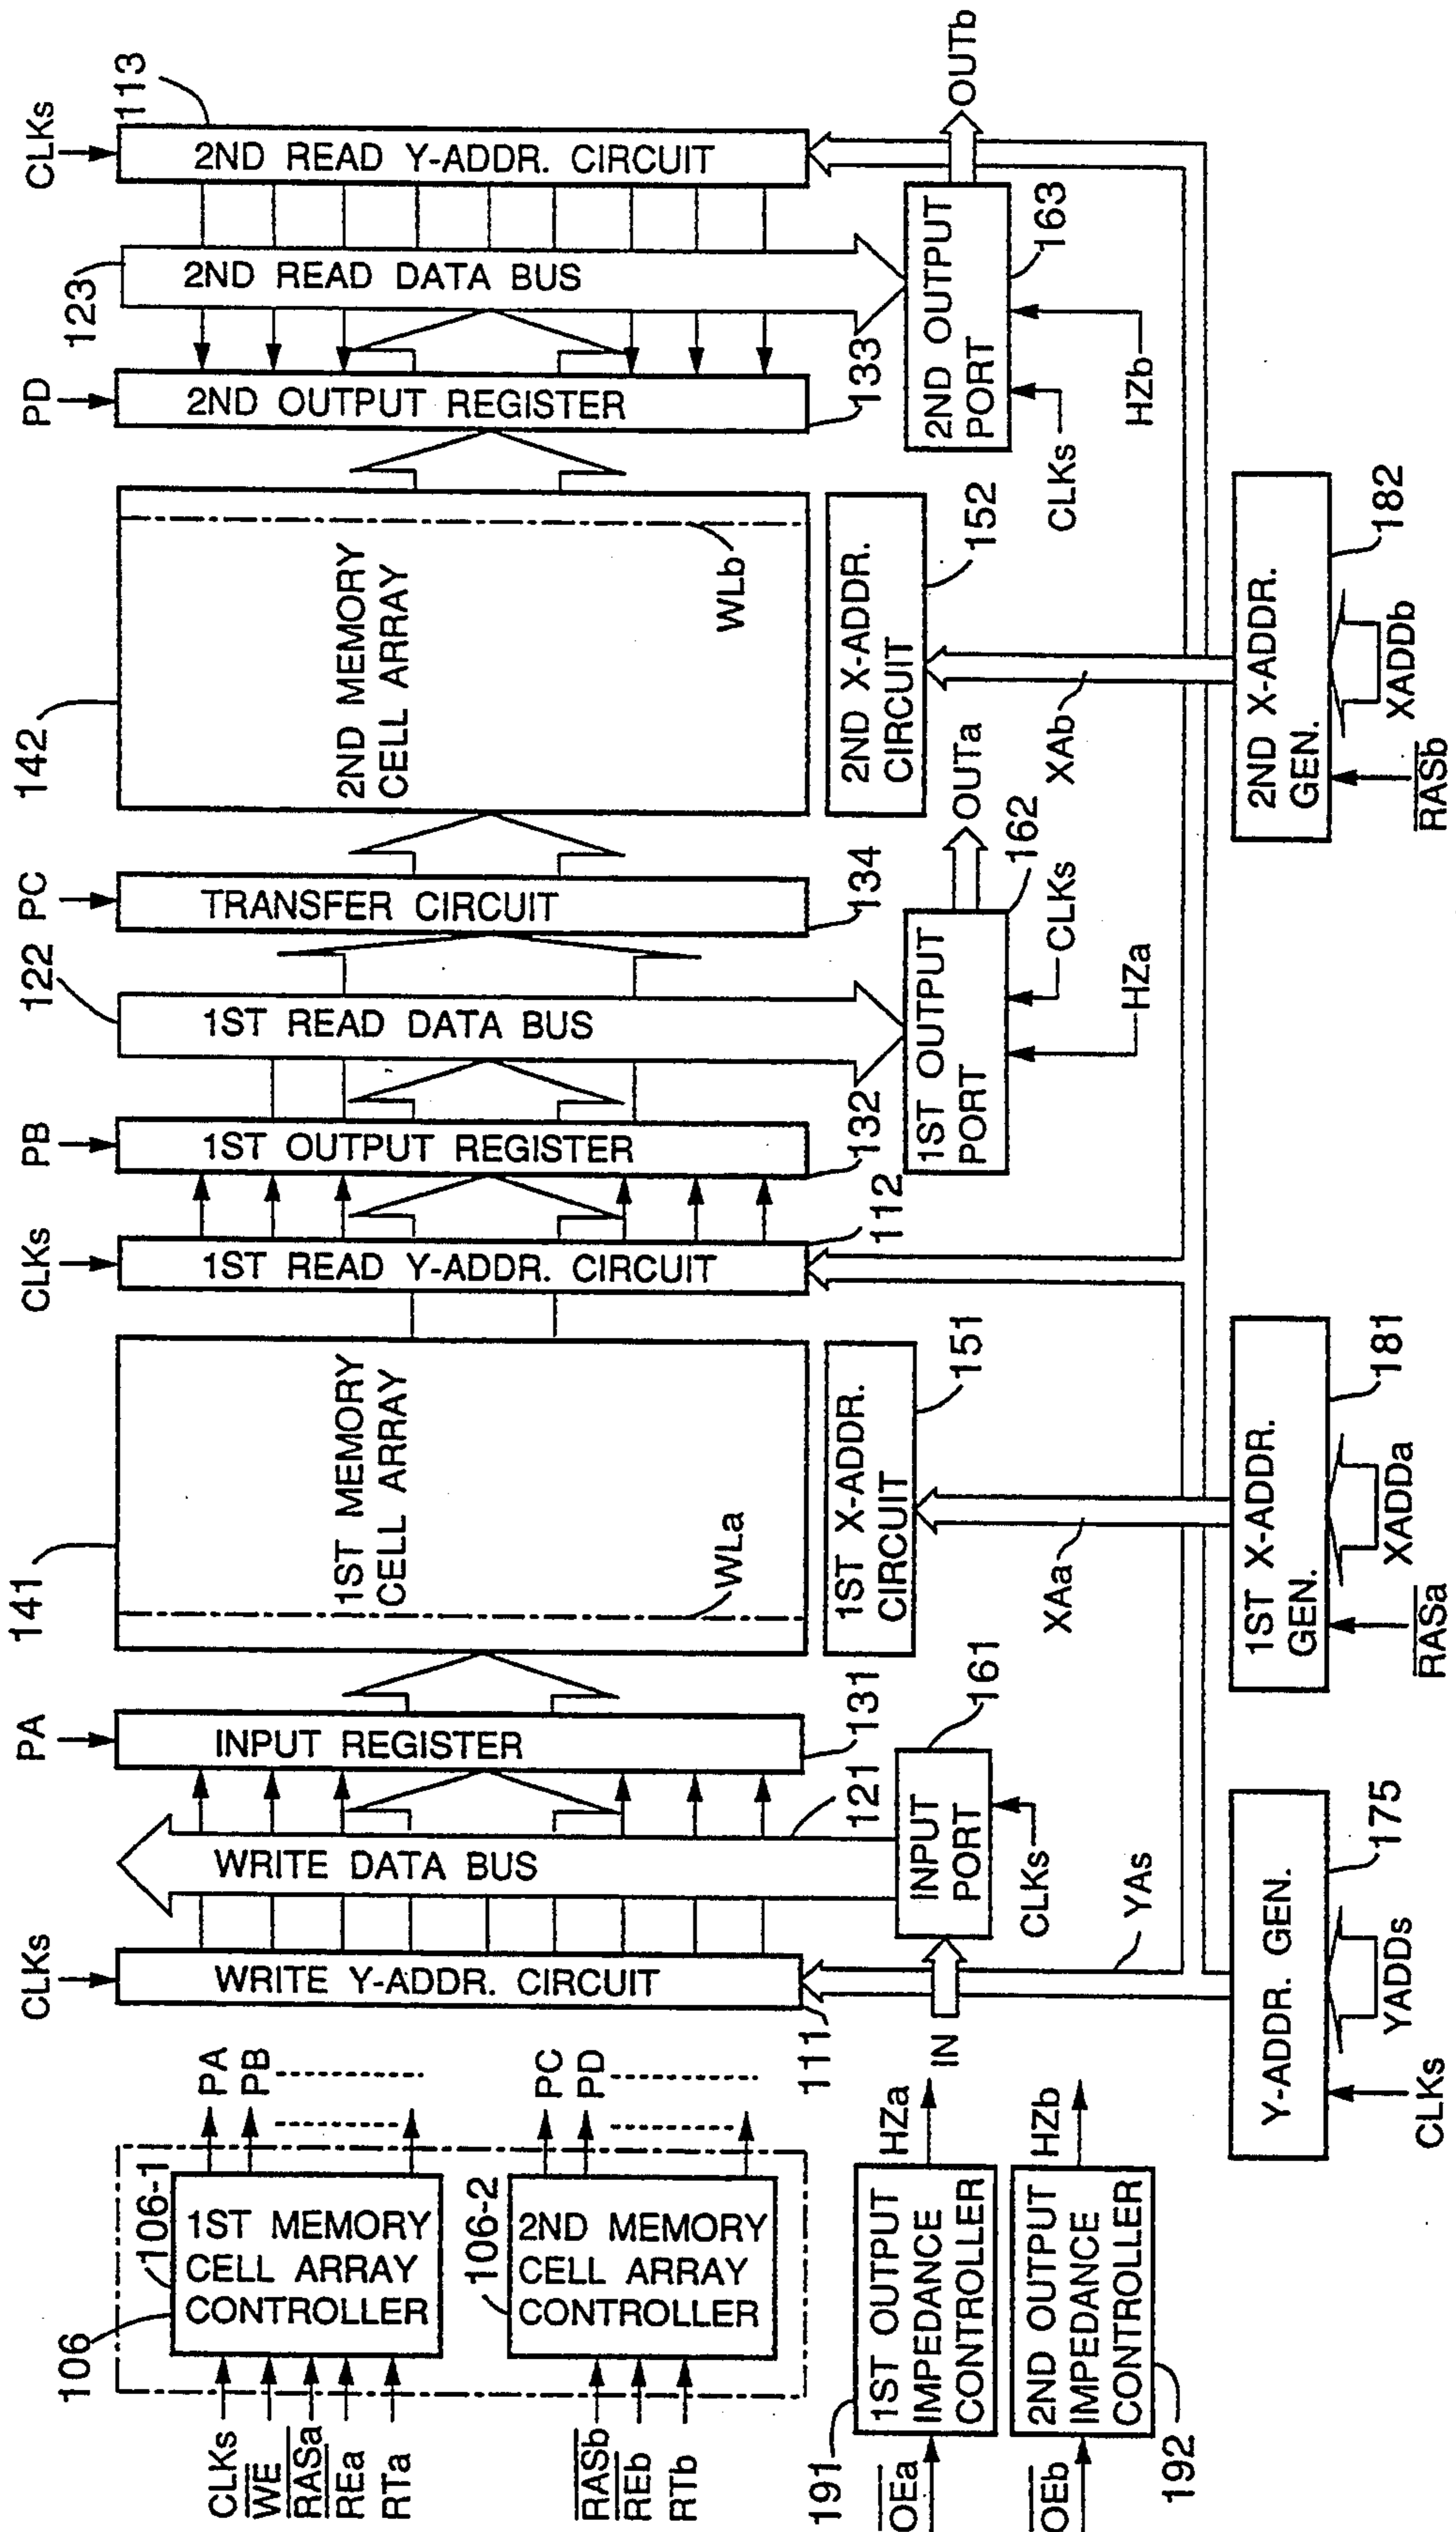 106
106-1
1ST MEMORY
CELL ARRAY
CONTROLLER
CLKs
WE
RASa
REa
RTa
PA
PB
106-2
2ND MEMORY
CELL ARRAY
CONTROLLER
RASb
REb
RTb
PC
PD
191
1ST OUTPUT
IMPEDANCE
CONTROLLER
OEa
HZa
192
2ND OUTPUT
IMPEDANCE
CONTROLLER
OEb
HZb
CLKs
WRITE Y-ADDR. CIRCUIT
111
WRITE DATA BUS
121
PA
INPUT REGISTER
131
IN
INPUT
PORT
161
CLKs
141
1ST MEMORY
CELL ARRAY
WLa
1ST X-ADDR.
CIRCUIT
151
CLKs
1ST READ Y-ADDR. CIRCUIT
112
PB
1ST OUTPUT REGISTER
132
122
1ST READ DATA BUS
1ST OUTPUT
PORT
162
OUTa
HZa
CLKs
PC
TRANSFER CIRCUIT
134
142
2ND MEMORY
CELL ARRAY
WLb
2ND X-ADDR.
CIRCUIT
152
PD
2ND OUTPUT REGISTER
133
123
2ND READ DATA BUS
CLKs
2ND READ Y-ADDR. CIRCUIT
113
2ND OUTPUT
PORT
163
OUTb
CLKs
HZb
YAs
XAa
XAb
Y-ADDR. GEN.
175
CLKs
YADDs
1ST X-ADDR.
GEN.
181
RASa
XADDa
2ND X-ADDR.
GEN.
182
RASb
XADDb